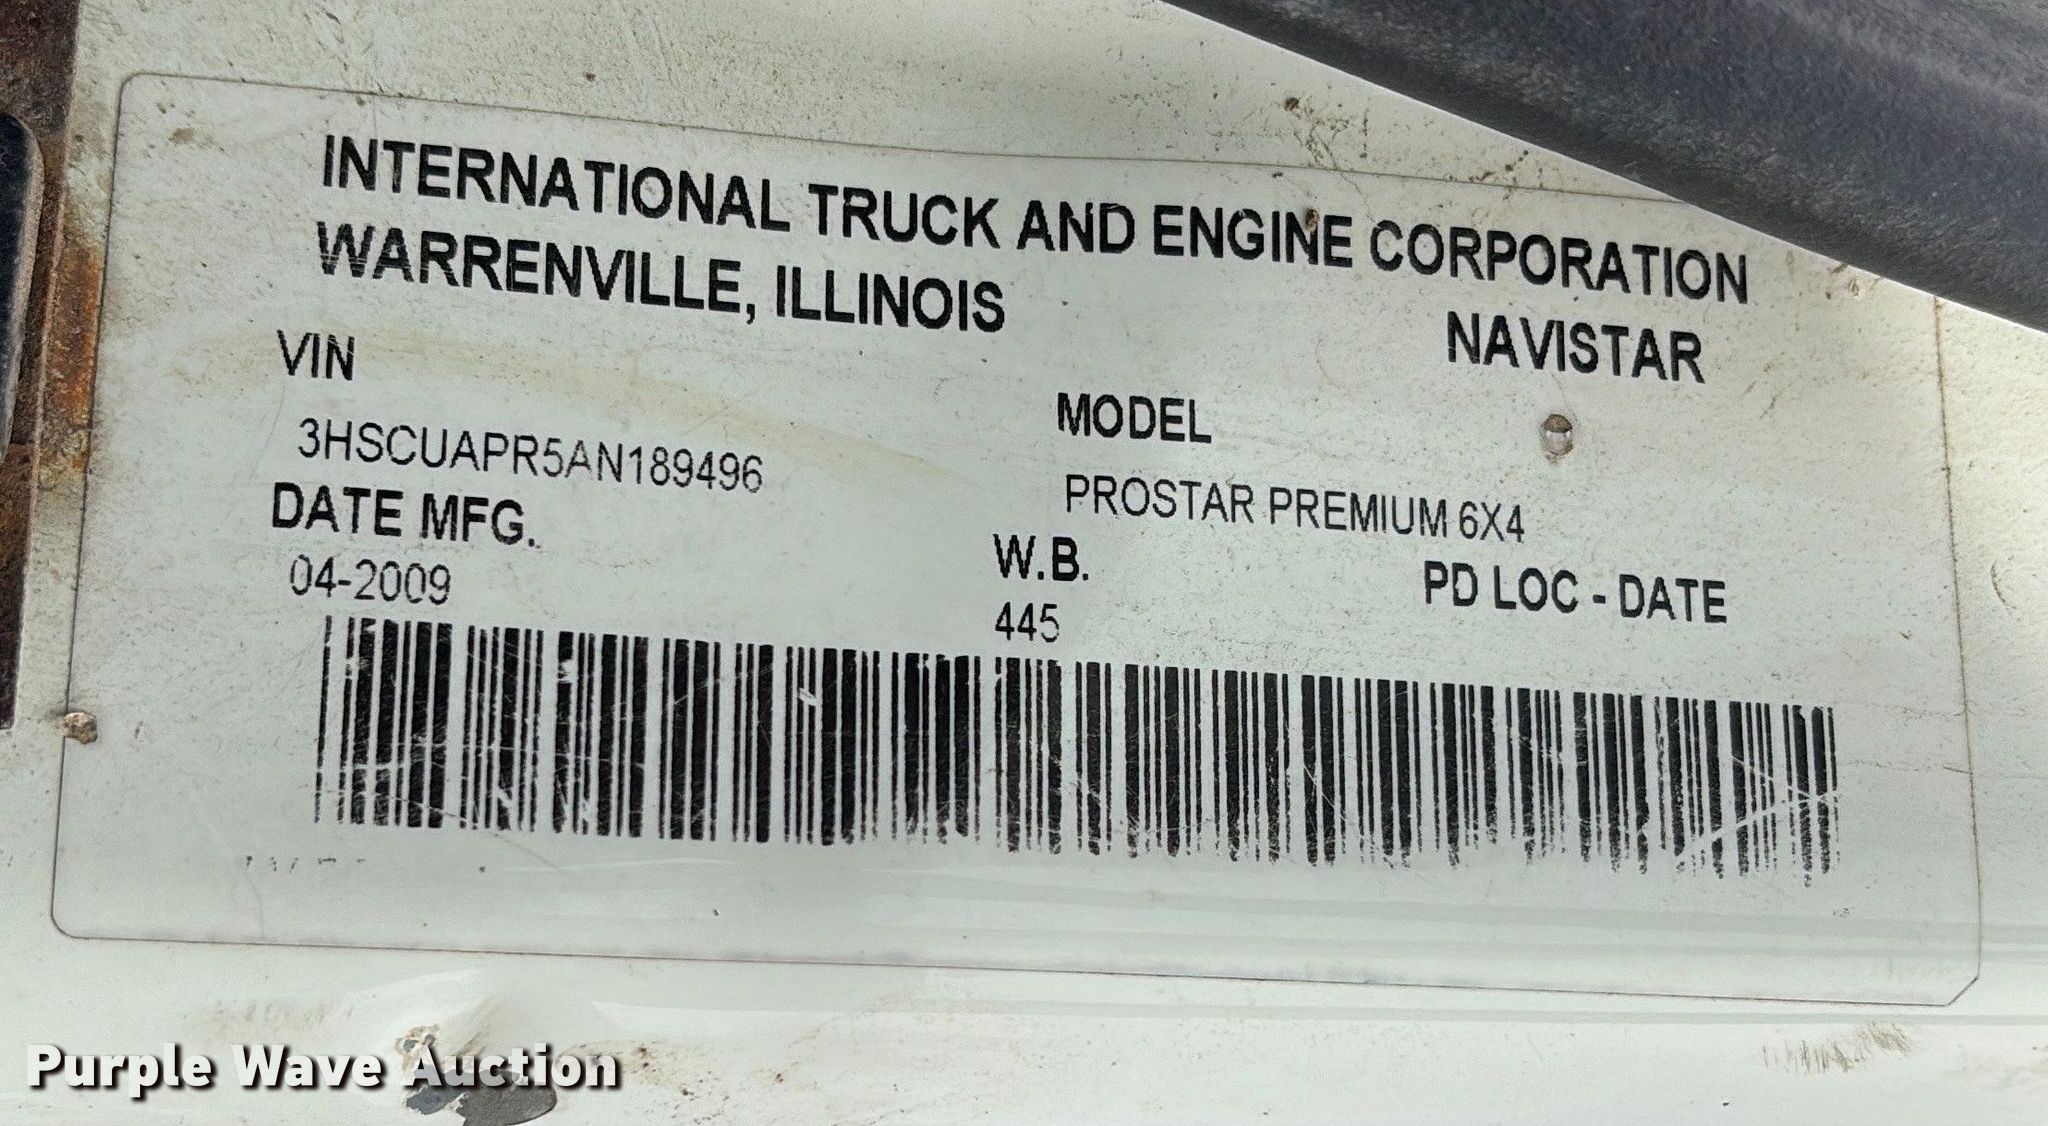 INTERNATIONAL TRUCK AND ENGINE CORPORATION
WARRENVILLE, ILLINOIS
NAVISTAR
VIN
MODEL
3HSCUAPR5AN189496
PROSTAR PREMIUM 6X4
DATE MFG.
W.B.
PD LOC - DATE
04-2009
445
Purple Wave Auction